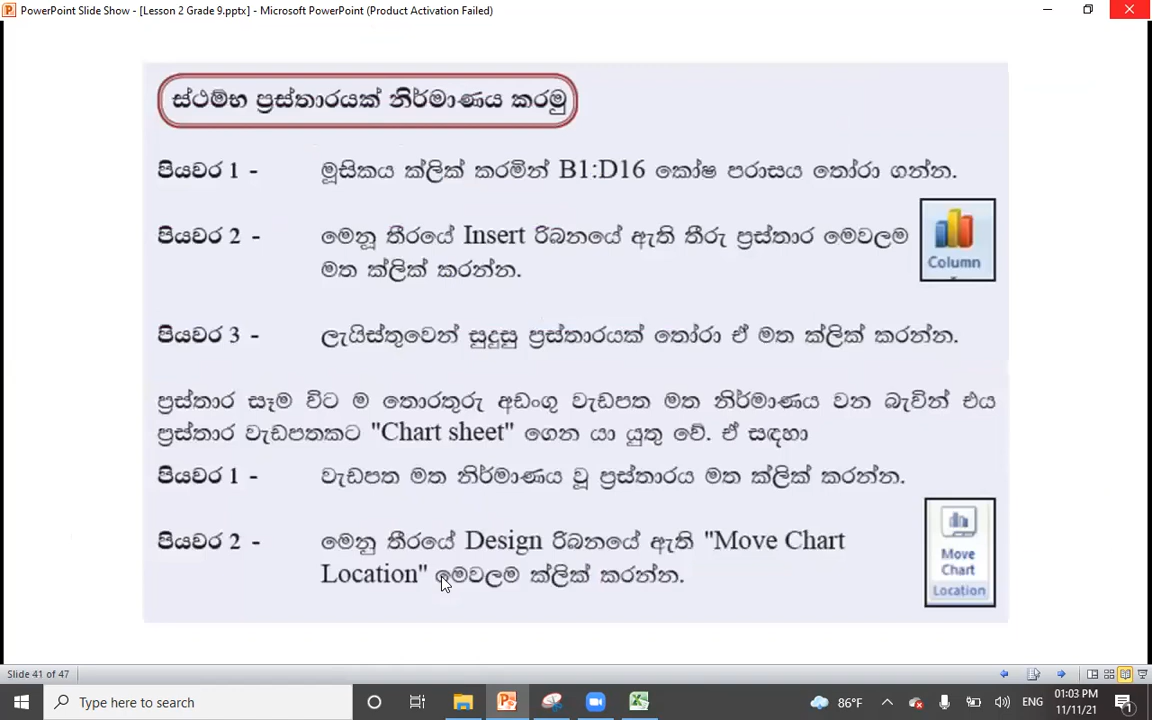 PowerPoint Slide Show - [Lesson 2 Grade 9.pptx] - Microsoft PowerPoint (Product Activation Failed)
ස්ථම්භ ප්‍රස්තාරයක් නිර්මාණය කරමු
පියවර 1 - මූසිකය ක්ලික් කරමින් B1:D16 කෝෂ පරාසය තෝරා ගන්න.
පියවර 2 - මෙනූ තීරයේ Insert රිබනයේ ඇති තීරු ප්‍රස්තාර මෙවලම
මත ක්ලික් කරන්න.
Column
පියවර 3 - ලැයිස්තුවෙන් සුදුසු ප්‍රස්තාරයක් තෝරා ඒ මත ක්ලික් කරන්න.
ප්‍රස්තාර සෑම විට ම තොරතුරු අඩංගු වැඩපත මත නිර්මාණය වන බැවින් එය
ප්‍රස්තාර වැඩපතකට "Chart sheet" ගෙන යා යුතු වේ. ඒ සඳහා
පියවර 1 - වැඩපත මත නිර්මාණය වූ ප්‍රස්තාරය මත ක්ලික් කරන්න.
පියවර 2 - මෙනු තීරයේ Design රිබනයේ ඇති "Move Chart
Location" මෙවලම ක්ලික් කරන්න.
Move
Chart
Location
Slide 41 of 47
Type here to search
86°F
ENG
01:03 PM
11/11/21
1